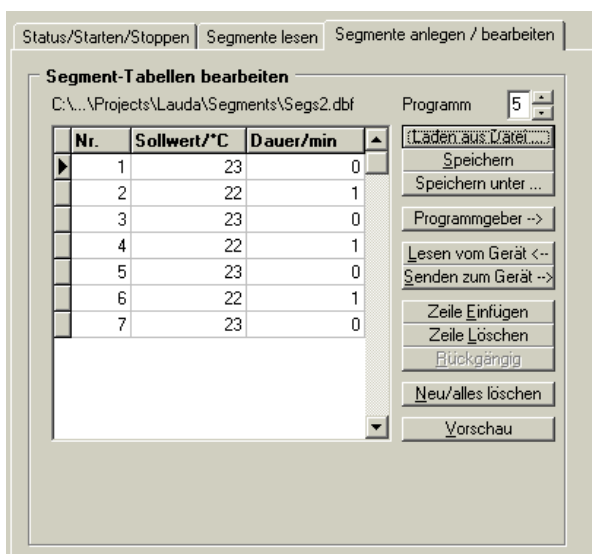 Status/Starten/Stoppen
Segmente lesen
Segmente anlegen / bearbeiten
Segment-Tabellen bearbeiten
C:\...\Projects\Lauda\Segments\Segs2.dbf
Programm 5
Nr. Sollwert/°C Dauer/min
1 23 0
2 22 1
3 23 0
4 22 1
5 23 0
6 22 1
7 23 0
Laden aus Datei ...
Speichern
Speichern unter ...
Programmgeber -->
Lesen vom Gerät <--
Senden zum Gerät -->
Zeile Einfügen
Zeile Löschen
Rückgängig
Neu/alles löschen
Vorschau